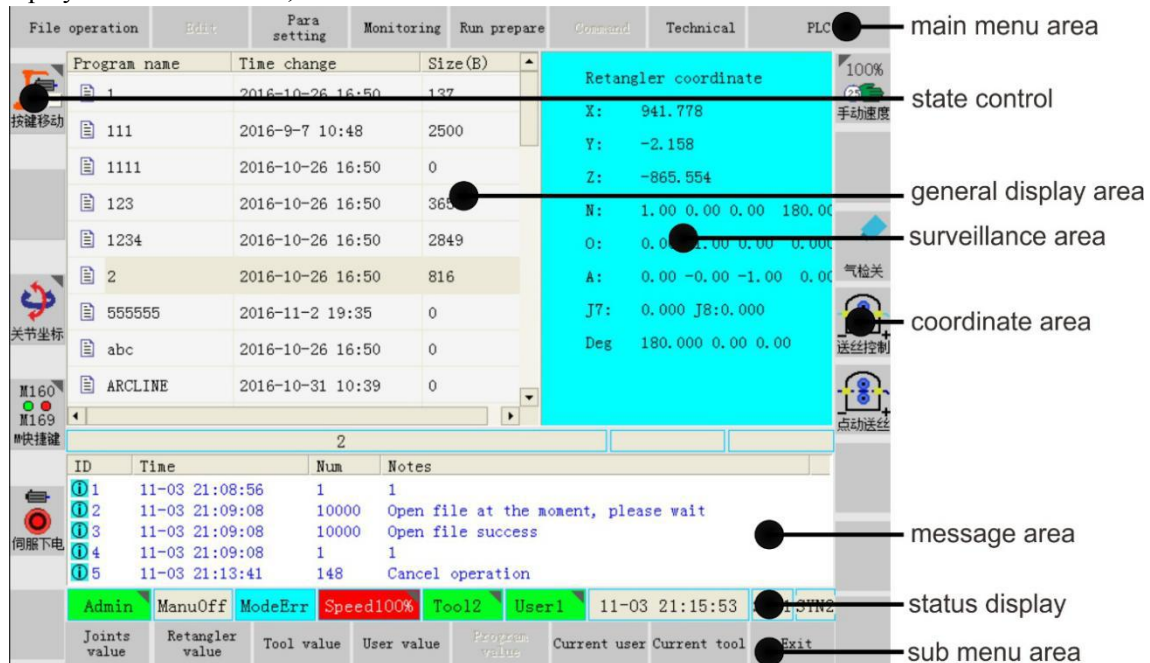 File operation Edit Para setting Monitoring Run prepare Command Technical PLC
main menu area
Program name Time change Size(B)
1 2016-10-26 16:50 137
111 2016-9-7 10:48 2500
1111 2016-10-26 16:50 0
123 2016-10-26 16:50
1234 2016-10-26 16:50 2849
2 2016-10-26 16:50 816
555555 2016-11-2 19:35 0
abc 2016-10-26 16:50 0
ARCLINE 2016-10-31 10:39 0
2
Retangler coordinate
X: 941.778
Y: -2.158
Z: -865.554
N: 1.00 0.00 0.00 180.00
O: 1.00 0.00 0.000
A: 0.00 -0.00 -1.00 0.00
J7: 0.000 J8:0.000
Deg 180.000 0.00 0.00
按键移动
关节坐标
M160
M169
M快捷键
伺服下电
100%
手动速度
气检关
送丝控制
点动送丝
state control
general display area
surveillance area
coordinate area
ID Time Num Notes
1 11-03 21:08:56 1 1
2 11-03 21:09:08 10000 Open file at the moment, please wait
3 11-03 21:09:08 10000 Open file success
4 11-03 21:09:08 1 1
5 11-03 21:13:41 148 Cancel operation
message area
Admin ManuOff ModeErr Speed100% Tool2 User1 11-03 21:15:53 SYN2
status display
Joints value Retangler value Tool value User value Program value Current user Current tool Exit
sub menu area